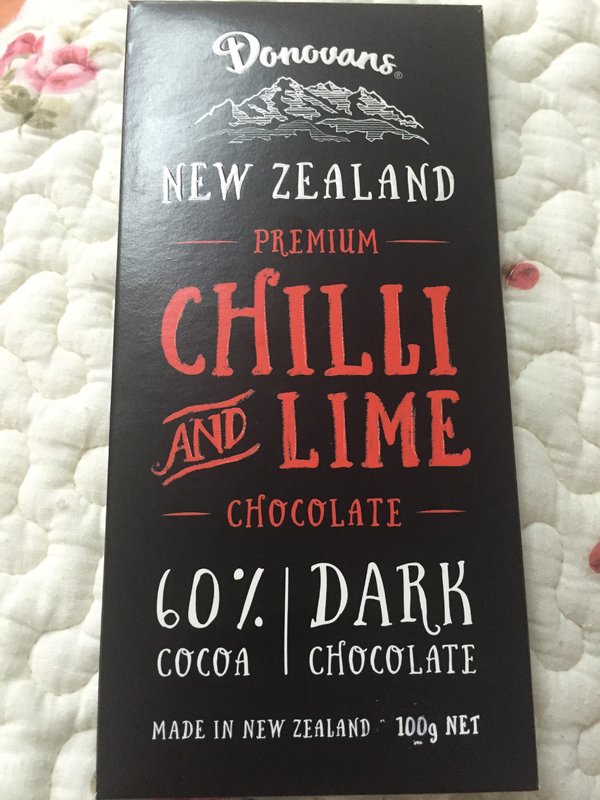 Donovans®
NEW ZEALAND
PREMIUM
CHILLI
AND LIME
CHOCOLATE
60% | DARK
COCOA | CHOCOLATE
MADE IN NEW ZEALAND 100g NET